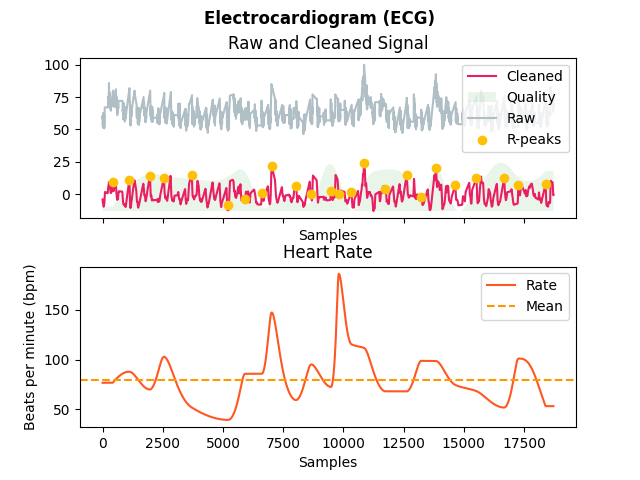 Electrocardiogram (ECG)
Raw and Cleaned Signal
100
75
50
25
0
Cleaned
Quality
Raw
R-peaks
Samples
Heart Rate
Beats per minute (bpm)
150
100
50
Rate
Mean
0 2500 5000 7500 10000 12500 15000 17500
Samples